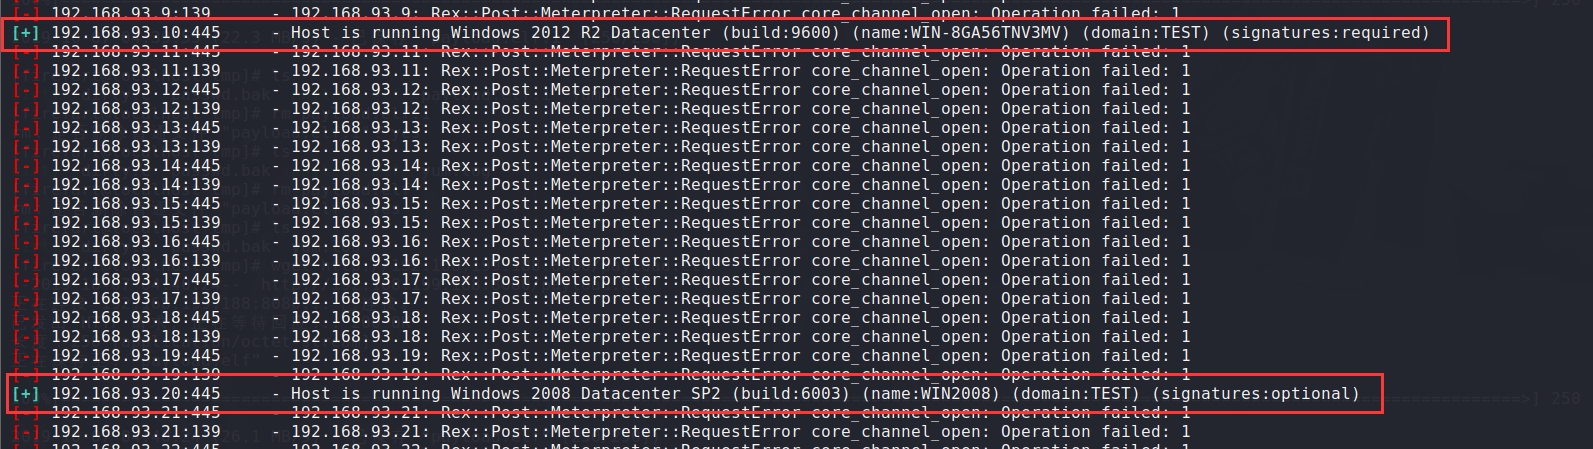 [-] 192.168.93.9:139 - 192.168.93.9: Rex::Post::Meterpreter::RequestError core_channel_open: Operation failed: 1
[+] 192.168.93.10:445 - Host is running Windows 2012 R2 Datacenter (build:9600) (name:WIN-8GA56TNV3MV) (domain:TEST) (signatures:required)
[-] 192.168.93.11:445 - 192.168.93.11: Rex::Post::Meterpreter::RequestError core_channel_open: Operation failed: 1
[-] 192.168.93.11:139 - 192.168.93.11: Rex::Post::Meterpreter::RequestError core_channel_open: Operation failed: 1
[-] 192.168.93.12:445 - 192.168.93.12: Rex::Post::Meterpreter::RequestError core_channel_open: Operation failed: 1
[-] 192.168.93.12:139 - 192.168.93.12: Rex::Post::Meterpreter::RequestError core_channel_open: Operation failed: 1
[-] 192.168.93.13:445 - 192.168.93.13: Rex::Post::Meterpreter::RequestError core_channel_open: Operation failed: 1
[-] 192.168.93.13:139 - 192.168.93.13: Rex::Post::Meterpreter::RequestError core_channel_open: Operation failed: 1
[-] 192.168.93.14:445 - 192.168.93.14: Rex::Post::Meterpreter::RequestError core_channel_open: Operation failed: 1
[-] 192.168.93.14:139 - 192.168.93.14: Rex::Post::Meterpreter::RequestError core_channel_open: Operation failed: 1
[-] 192.168.93.15:445 - 192.168.93.15: Rex::Post::Meterpreter::RequestError core_channel_open: Operation failed: 1
[-] 192.168.93.15:139 - 192.168.93.15: Rex::Post::Meterpreter::RequestError core_channel_open: Operation failed: 1
[-] 192.168.93.16:445 - 192.168.93.16: Rex::Post::Meterpreter::RequestError core_channel_open: Operation failed: 1
[-] 192.168.93.16:139 - 192.168.93.16: Rex::Post::Meterpreter::RequestError core_channel_open: Operation failed: 1
[-] 192.168.93.17:445 - 192.168.93.17: Rex::Post::Meterpreter::RequestError core_channel_open: Operation failed: 1
[-] 192.168.93.17:139 - 192.168.93.17: Rex::Post::Meterpreter::RequestError core_channel_open: Operation failed: 1
[-] 192.168.93.18:445 - 192.168.93.18: Rex::Post::Meterpreter::RequestError core_channel_open: Operation failed: 1
[-] 192.168.93.18:139 - 192.168.93.18: Rex::Post::Meterpreter::RequestError core_channel_open: Operation failed: 1
[-] 192.168.93.19:445 - 192.168.93.19: Rex::Post::Meterpreter::RequestError core_channel_open: Operation failed: 1
[-] 192.168.93.19:139 - 192.168.93.19: Rex::Post::Meterpreter::RequestError core_channel_open: Operation failed: 1
[+] 192.168.93.20:445 - Host is running Windows 2008 Datacenter SP2 (build:6003) (name:WIN2008) (domain:TEST) (signatures:optional)
[-] 192.168.93.21:445 - 192.168.93.21: Rex::Post::Meterpreter::RequestError core_channel_open: Operation failed: 1
[-] 192.168.93.21:139 - 192.168.93.21: Rex::Post::Meterpreter::RequestError core_channel_open: Operation failed: 1